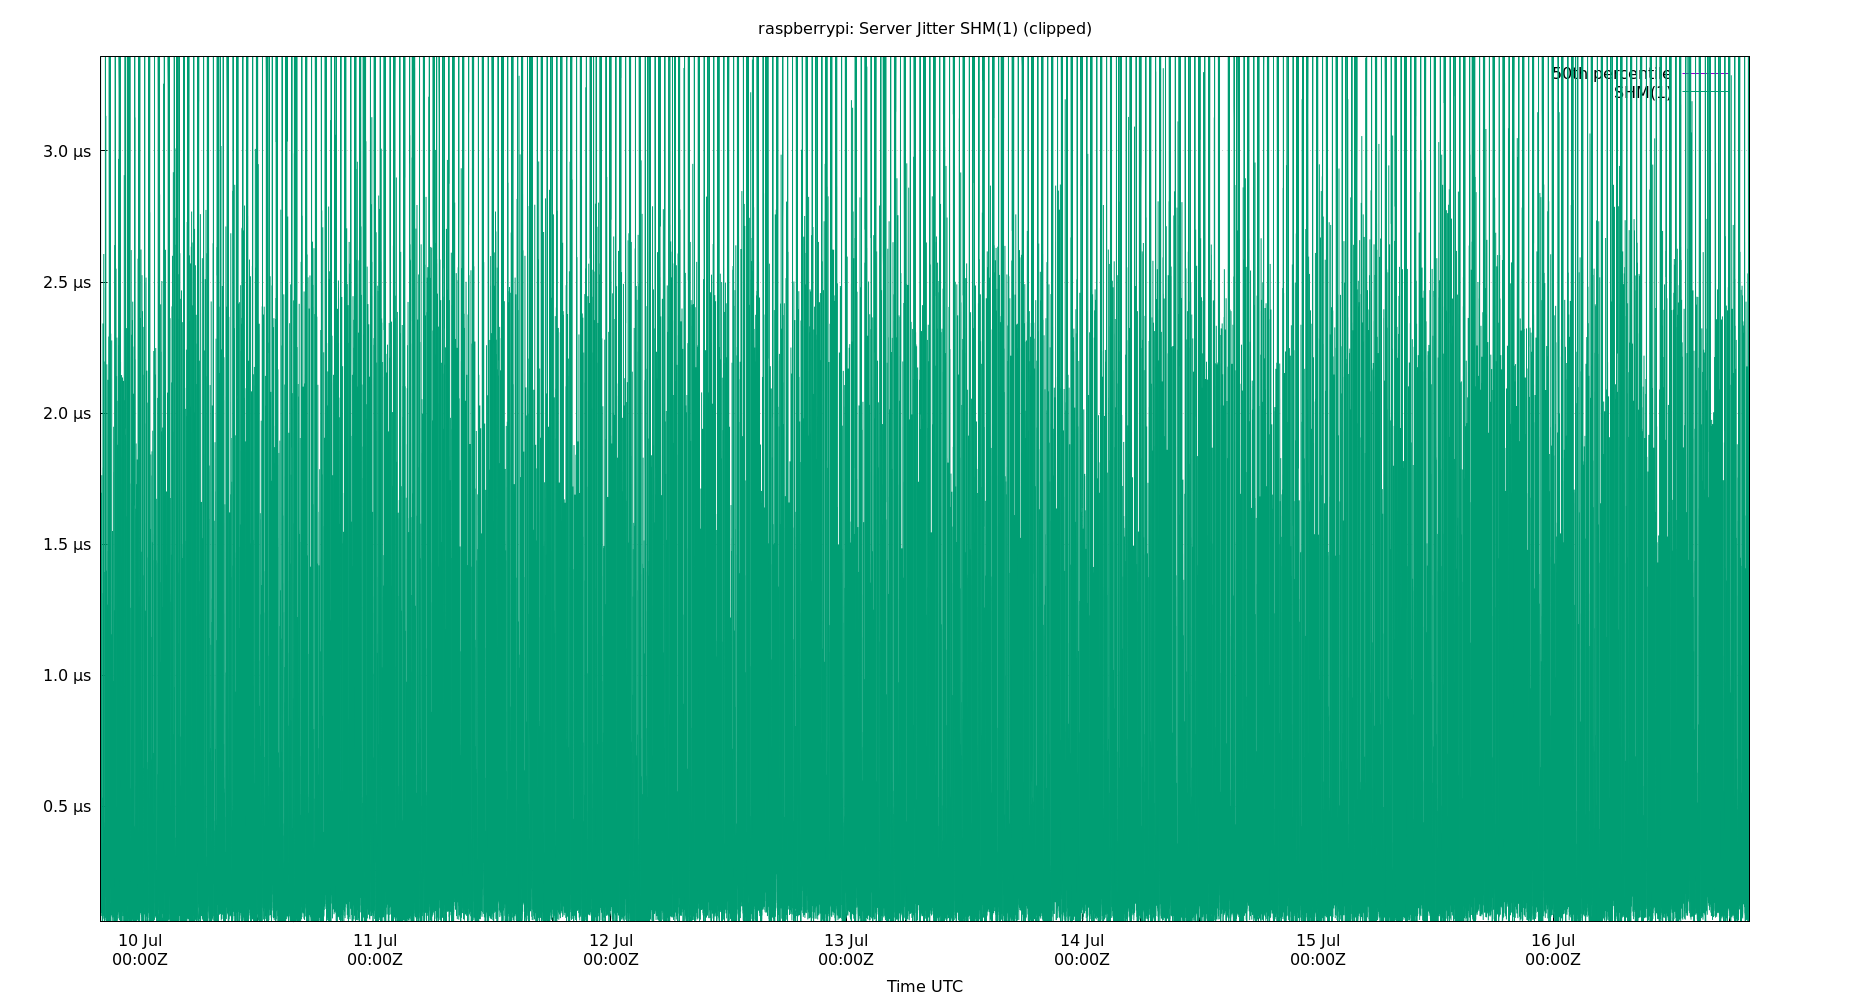 raspberrypi: Server Jitter SHM(1) (clipped)
50th percentile
SHM(1)
3.0 µs
2.5 µs
2.0 µs
1.5 µs
1.0 µs
0.5 µs
10 Jul 11 Jul 12 Jul 13 Jul 14 Jul 15 Jul 16 Jul
00:00Z 00:00Z 00:00Z 00:00Z 00:00Z 00:00Z 00:00Z
Time UTC